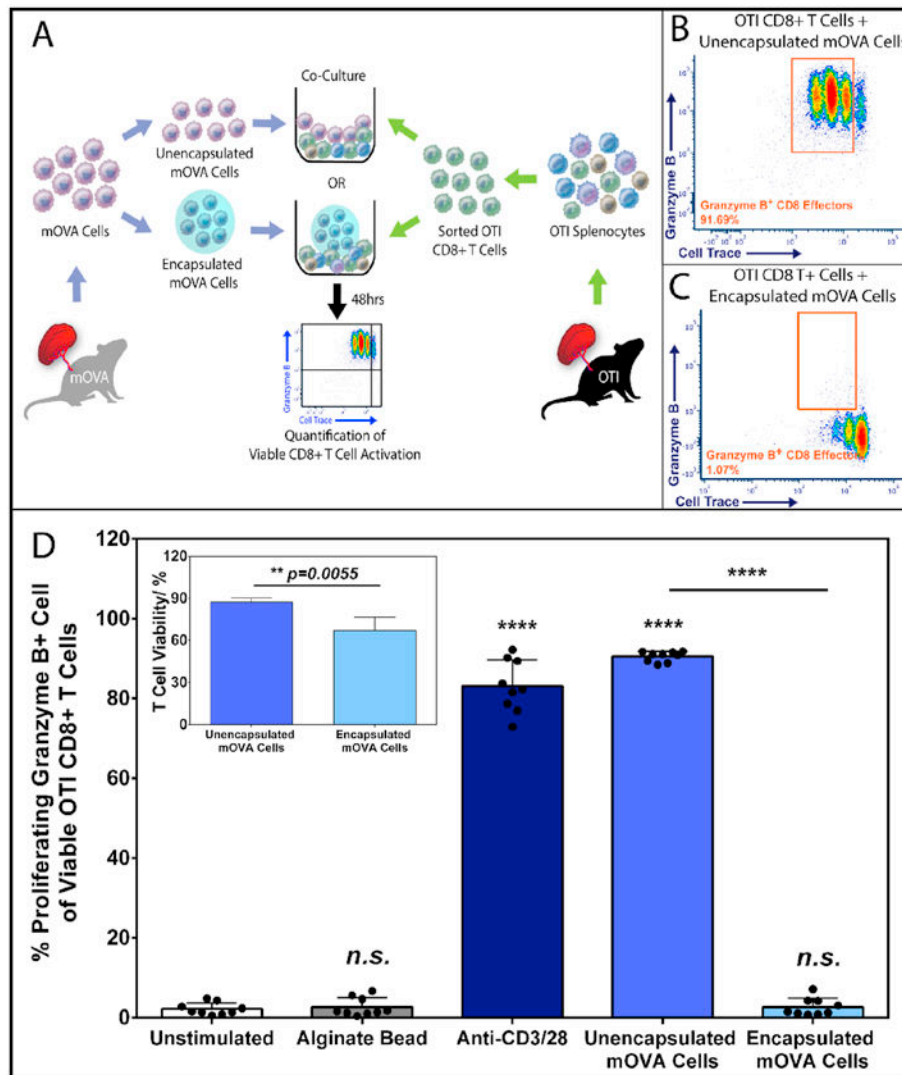 A
Co-Culture
Unencapsulated
mOVA Cells
OR
mOVA Cells
Encapsulated
mOVA Cells
Sorted OTI
CD8+ T Cells
OTI Splenocytes
48hrs
mOVA
OTI
Granzyme B
Cell Trace
Quantification of
Viable CD8+ T Cell Activation
B
OTI CD8+ T Cells +
Unencapsulated mOVA Cells
Granzyme B
Granzyme B+ CD8 Effectors
91.69%
Cell Trace
C
OTI CD8 T+ Cells +
Encapsulated mOVA Cells
Granzyme B
Granzyme B+ CD8 Effectors
1.07%
Cell Trace
D
% Proliferating Granzyme B+ Cell
of Viable OTI CD8+ T Cells
120
100
80
60
40
20
0
T Cell Viability/ %
120
90
60
30
0
** p=0.0055
Unencapsulated
mOVA Cells
Encapsulated
mOVA Cells
n.s.
****
****
****
n.s.
Unstimulated
Alginate Bead
Anti-CD3/28
Unencapsulated
mOVA Cells
Encapsulated
mOVA Cells